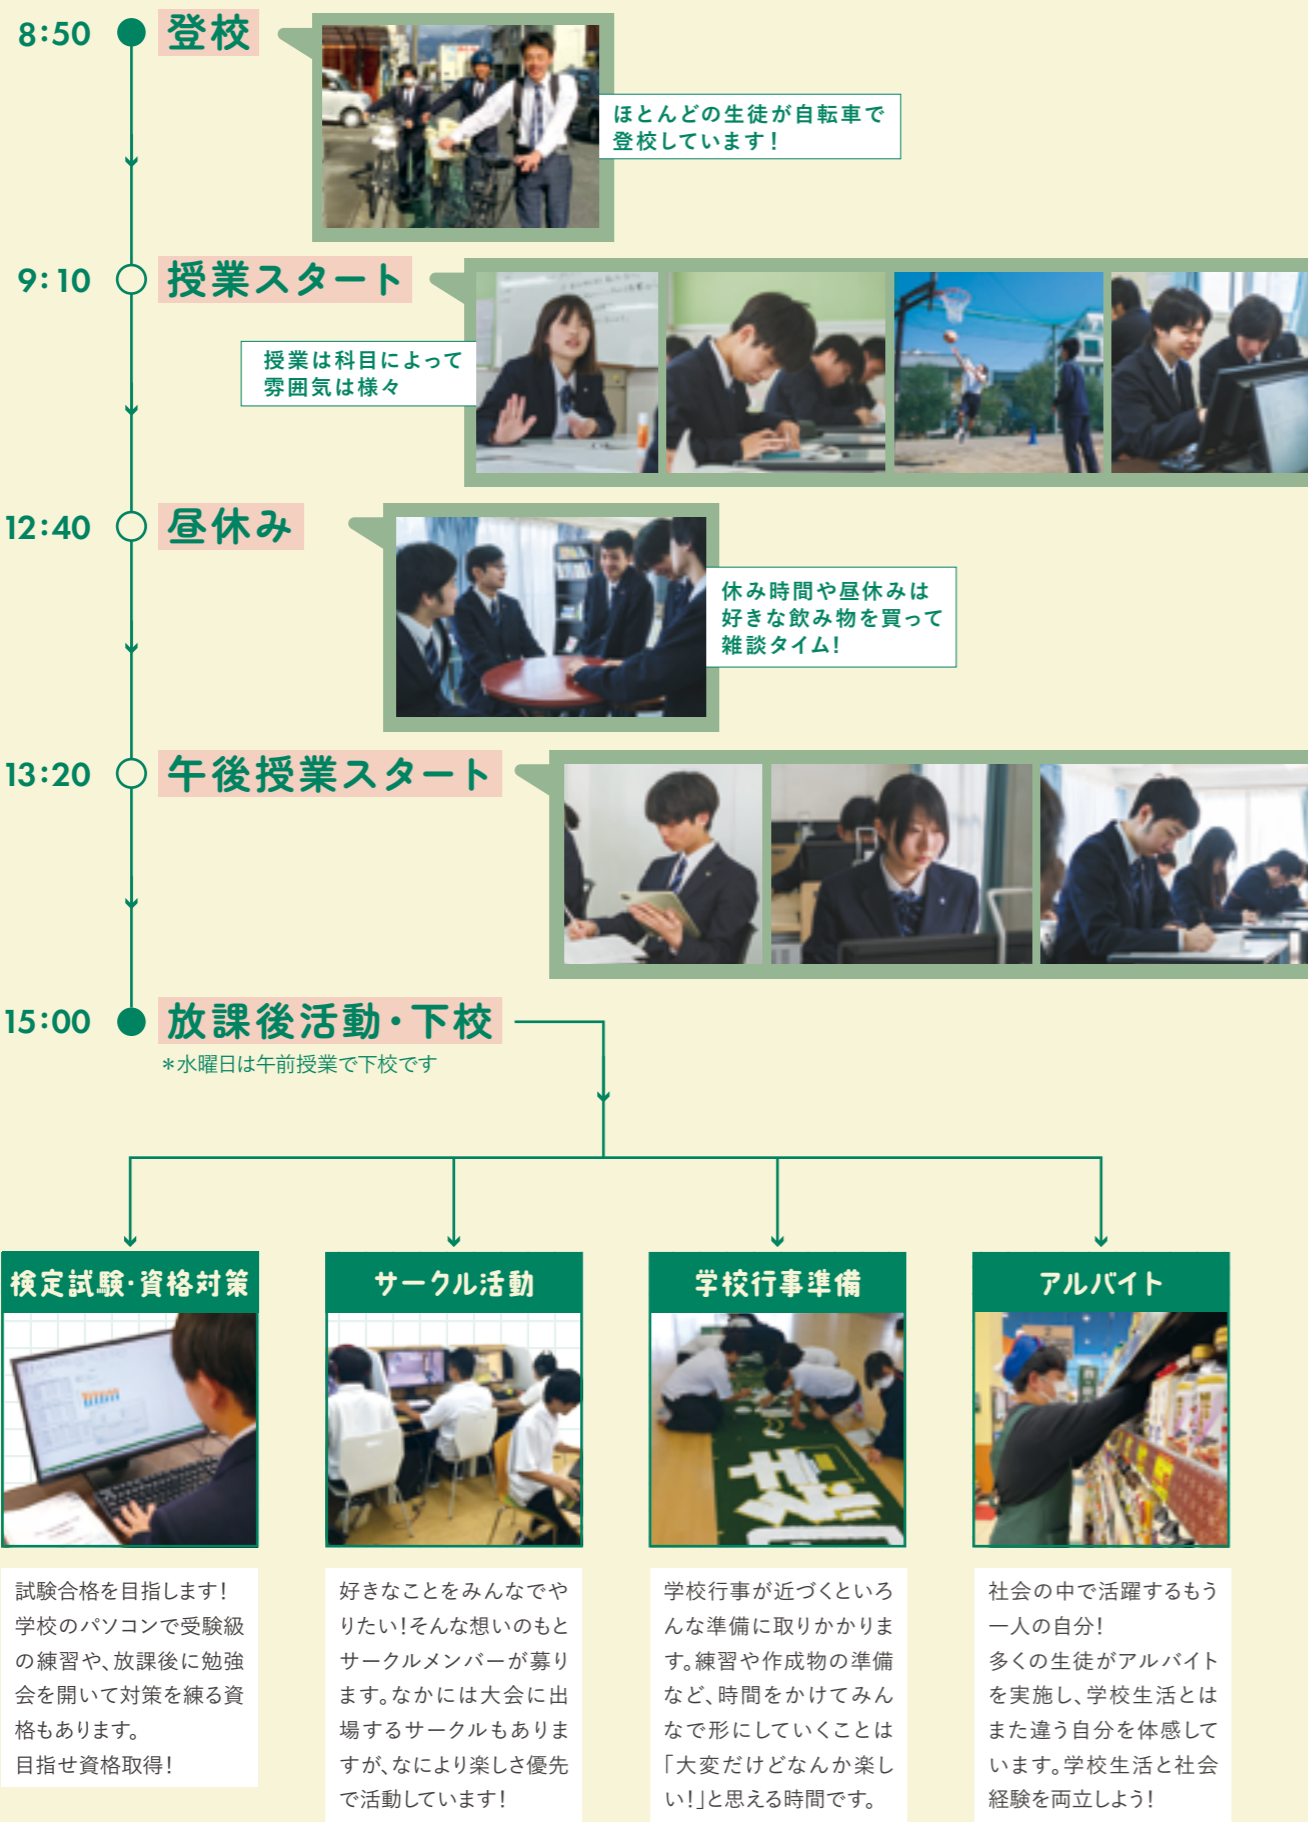 8:50 登校
ほとんどの生徒が自転車で
登校しています!
9:10 授業スタート
授業は科目によって
雰囲気は様々
12:40 昼休み
休み時間や昼休みは
好きな飲み物を買って
雑談タイム!
13:20 午後授業スタート
15:00 放課後活動・下校
*水曜日は午前授業で下校です
検定試験・資格対策
試験合格を目指します!
学校のパソコンで受験級
の練習や、放課後に勉強
会を開いて対策を練る資
格もあります。
目指せ資格取得!
サークル活動
好きなことをみんなでや
りたい!そんな想いのもと
サークルメンバーが募り
ます。なかには大会に出
場するサークルもありま
すが、なにより楽しさ優先
で活動しています!
学校行事準備
学校行事が近づくといろ
んな準備に取りかかりま
す。練習や作成物の準備
など、時間をかけてみん
なで形にしていくことは
「大変だけどなんか楽し
い!」と思える時間です。
アルバイト
社会の中で活躍するもう
一人の自分!
多くの生徒がアルバイト
を実施し、学校生活とは
また違う自分を体感して
います。学校生活と社会
経験を両立しよう!